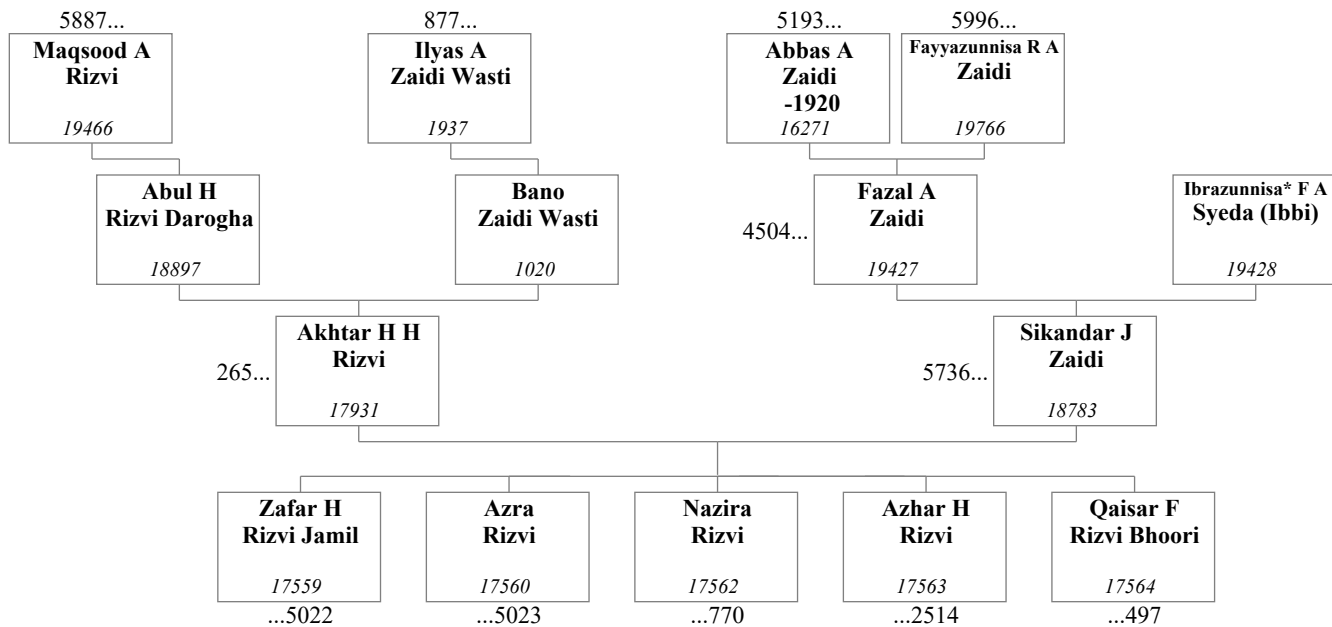 5887...
Maqsood A
Rizvi
19466
877...
Ilyas A
Zaidi Wasti
1937
5193...
Abbas A
Zaidi
-1920
16271
5996...
Fayyazunnisa R A
Zaidi
19766
Abul H
Rizvi Darogha
18897
Bano
Zaidi Wasti
1020
4504...
Fazal A
Zaidi
19427
Ibrazunnisa* F A
Syeda (Ibbi)
19428
265...
Akhtar H H
Rizvi
17931
5736...
Sikandar J
Zaidi
18783
Zafar H
Rizvi Jamil
17559
...5022
Azra
Rizvi
17560
...5023
Nazira
Rizvi
17562
...770
Azhar H
Rizvi
17563
...2514
Qaisar F
Rizvi Bhoori
17564
...497